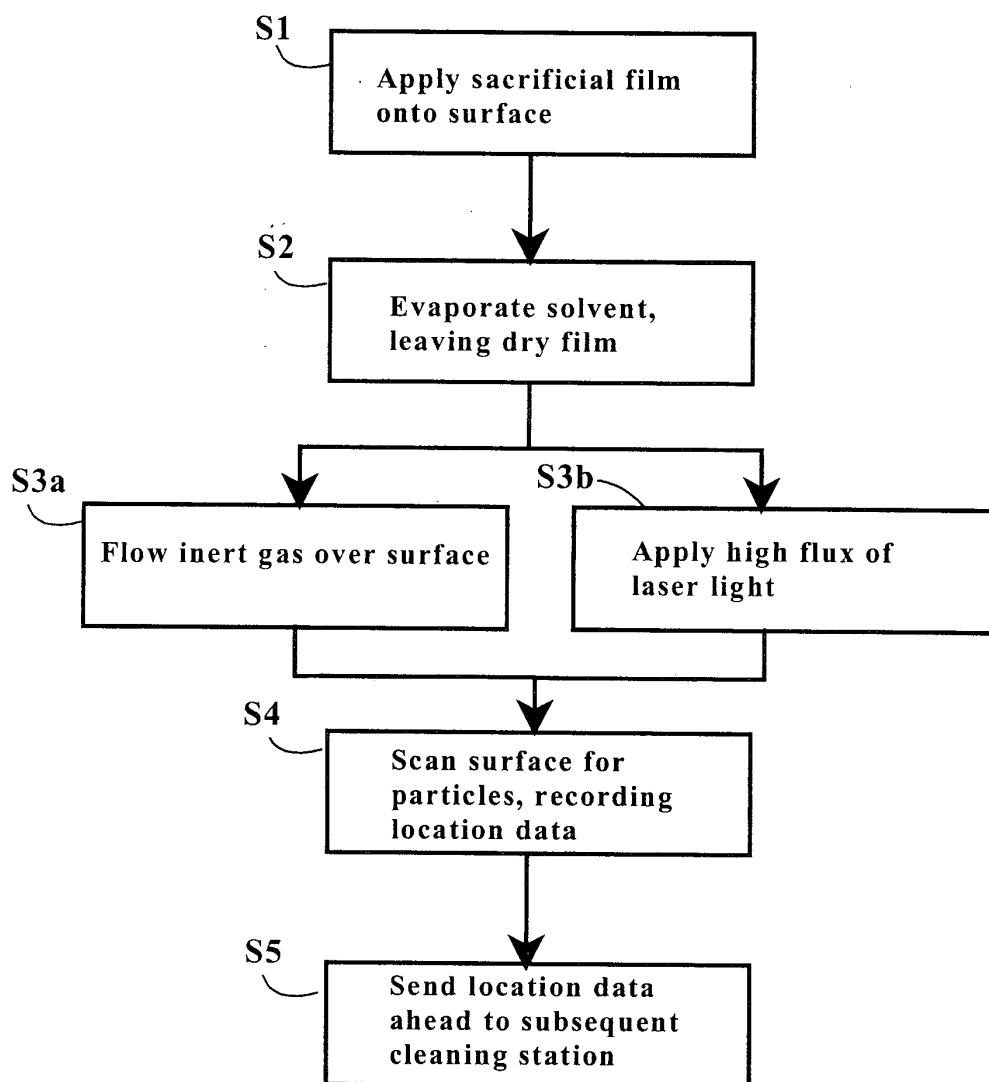 S1
Apply sacrificial film
onto surface
S2
Evaporate solvent,
leaving dry film
S3a
Flow inert gas over surface
S3b
Apply high flux of
laser light
S4
Scan surface for
particles, recording
location data
S5
Send location data
ahead to subsequent
cleaning station